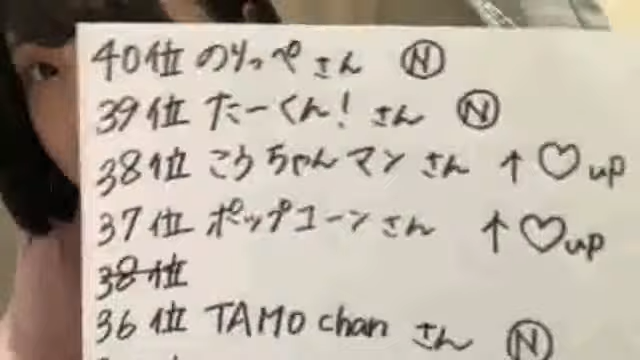 40位 のりっぺさん Ⓝ
39位 たーくん! さん Ⓝ
38位 こうちゃんマン さん ↑ ♡ up
37位 ポップコーンさん ↑ ♡ up
38位
36位 TAMO chan さん Ⓝ